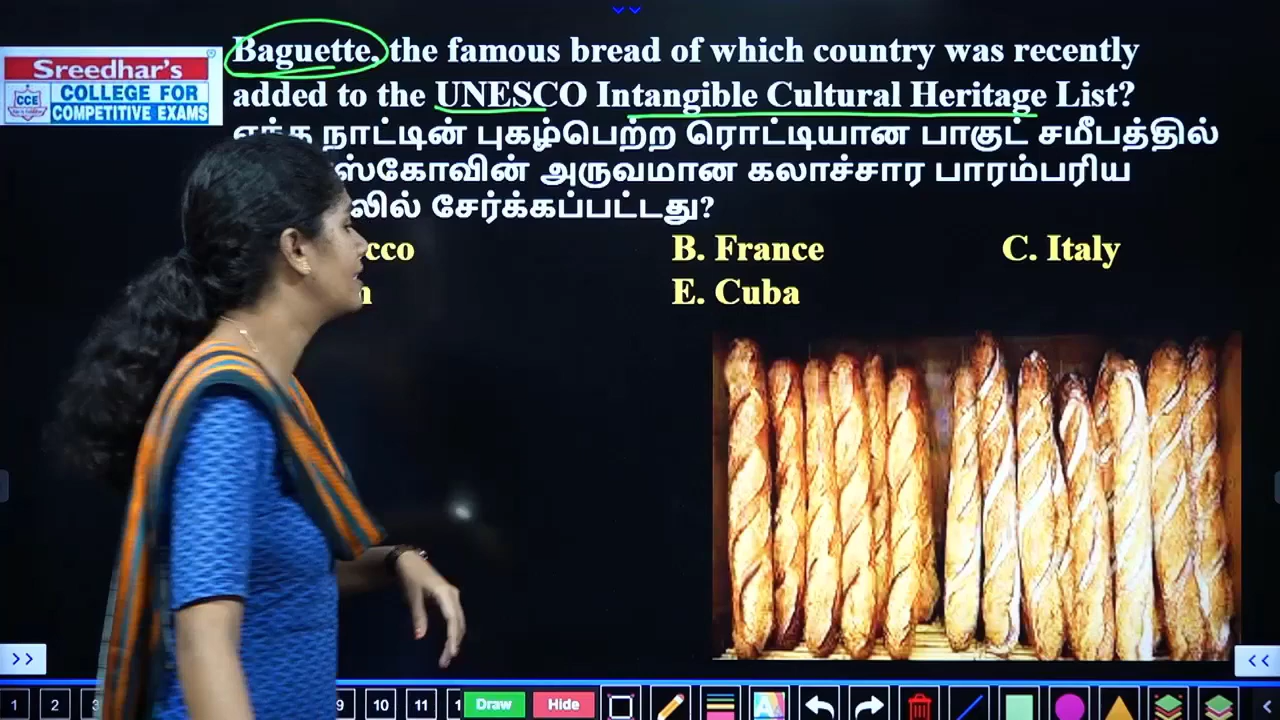 Sreedhar's
CCE
COLLEGE FOR
COMPETITIVE EXAMS
Baguette, the famous bread of which country was recently
added to the UNESCO Intangible Cultural Heritage List?
நாட்டின் புகழ்பெற்ற ரொட்டியான பாகுட் சமீபத்தில்
அருவமான கலாச்சார பாரம்பரிய
சேர்க்கப்பட்டது?
B. France C. Italy
E. Cuba
>> <<
1 2 3 9 10 11 Draw Hide